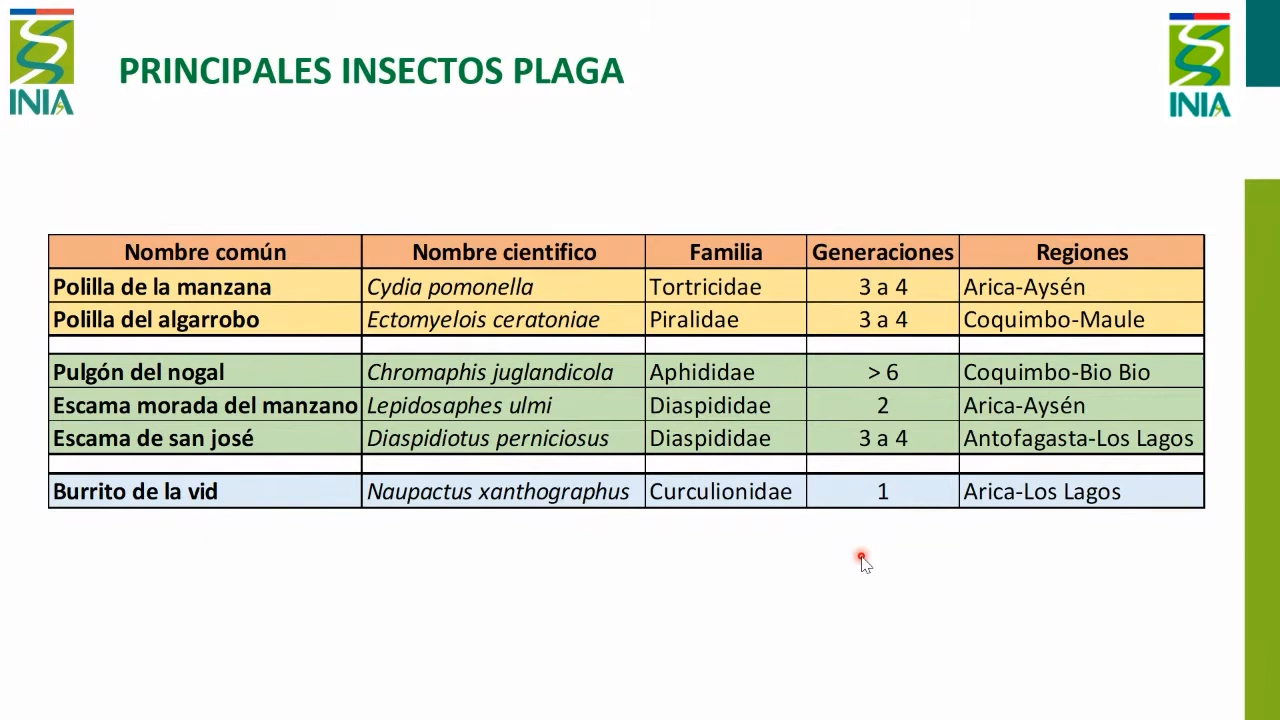 INIA
PRINCIPALES INSECTOS PLAGA
INIA
Nombre común Nombre cientifico Familia Generaciones Regiones
Polilla de la manzana Cydia pomonella Tortricidae 3 a 4 Arica-Aysén
Polilla del algarrobo Ectomyelois ceratoniae Piralidae 3 a 4 Coquimbo-Maule
Pulgón del nogal Chromaphis juglandicola Aphididae > 6 Coquimbo-Bio Bio
Escama morada del manzano Lepidosaphes ulmi Diaspididae 2 Arica-Aysén
Escama de san josé Diaspidiotus perniciosus Diaspididae 3 a 4 Antofagasta-Los Lagos
Burrito de la vid Naupactus xanthographus Curculionidae 1 Arica-Los Lagos